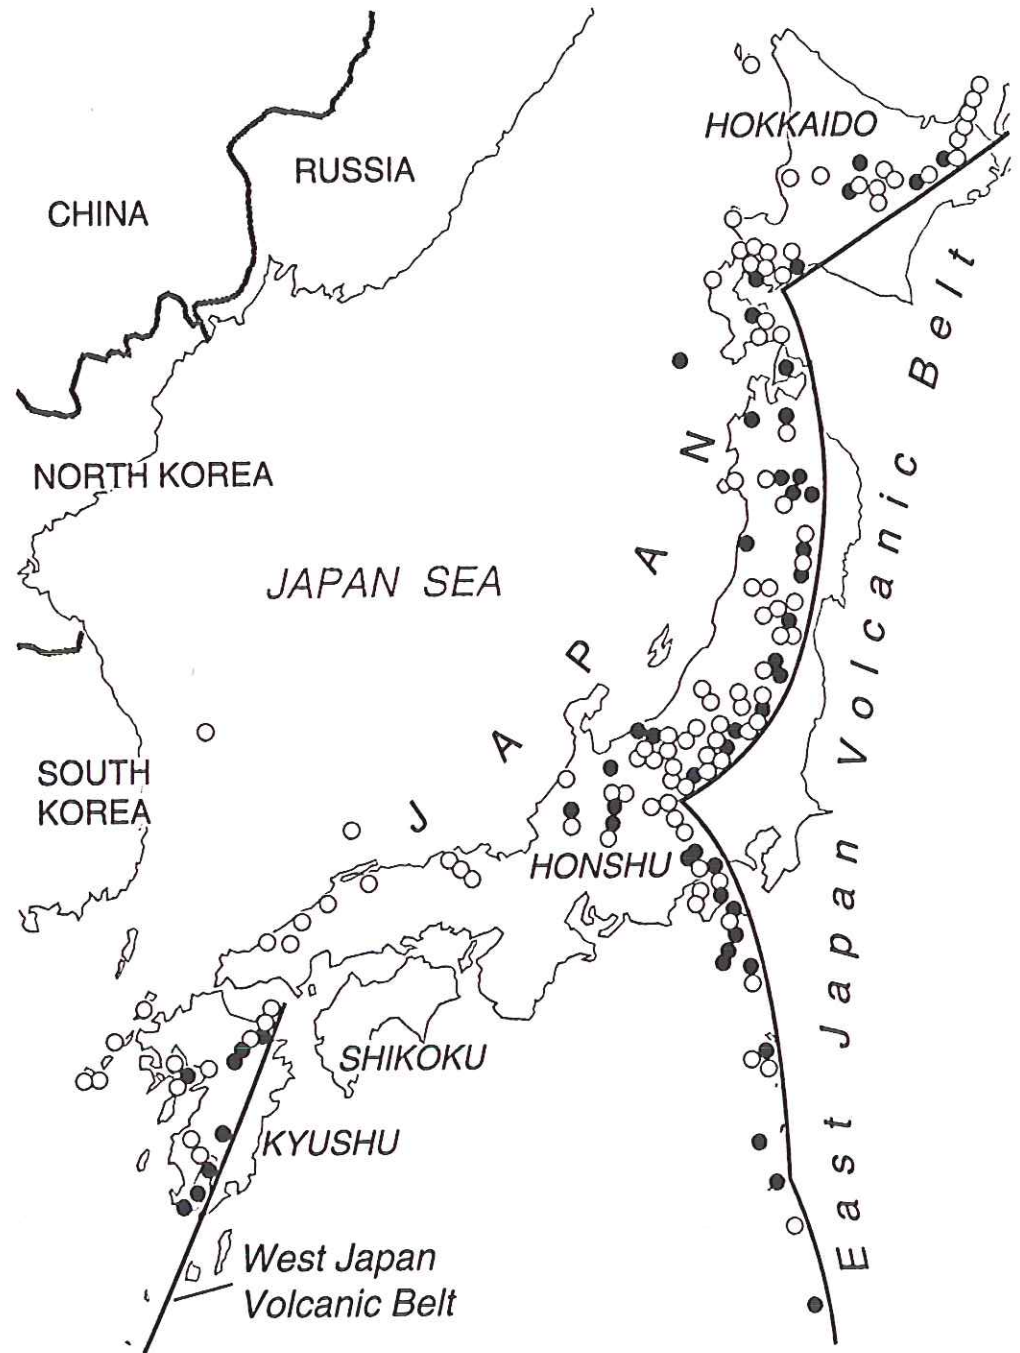 HOKKAIDO
RUSSIA
CHINA
NORTH KOREA
JAPAN SEA
SOUTH
KOREA
JAPAN
HONSHU
SHIKOKU
KYUSHU
West Japan
Volcanic Belt
East Japan Volcanic Belt